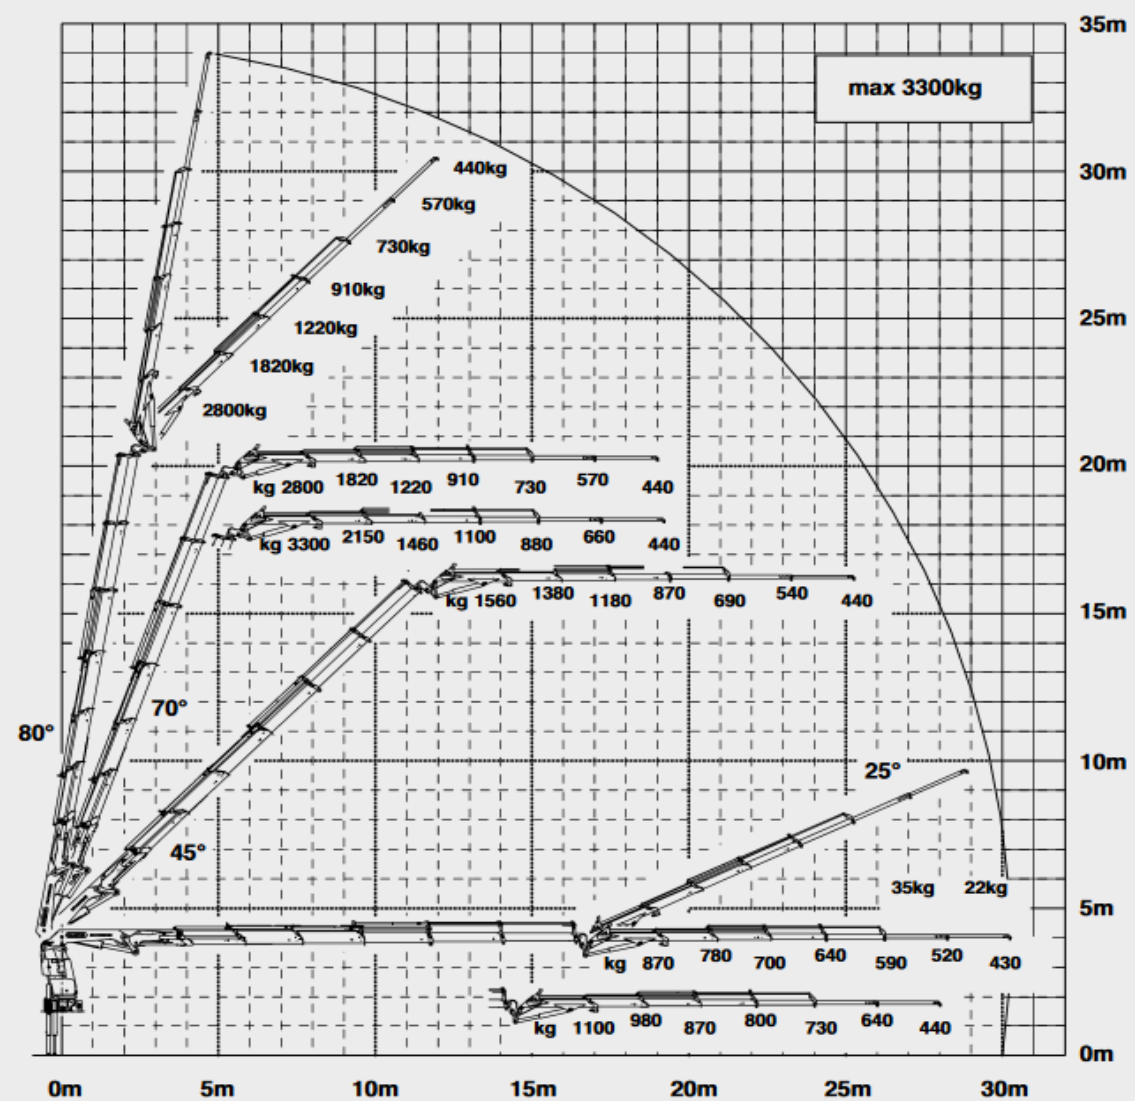 35m
max 3300kg
30m
440kg
570kg
730kg
910kg
25m
1220kg
1820kg
2800kg
20m
kg 2800 1820 1220 910 730 570 440
kg 3300 2150 1460 1100 880 660 440
kg 1560 1380 1180 870 690 540 440
15m
70°
80°
10m
25°
45°
35kg 22kg
5m
kg 870 780 700 640 590 520 430
kg 1100 980 870 800 730 640 440
0m
0m 5m 10m 15m 20m 25m 30m